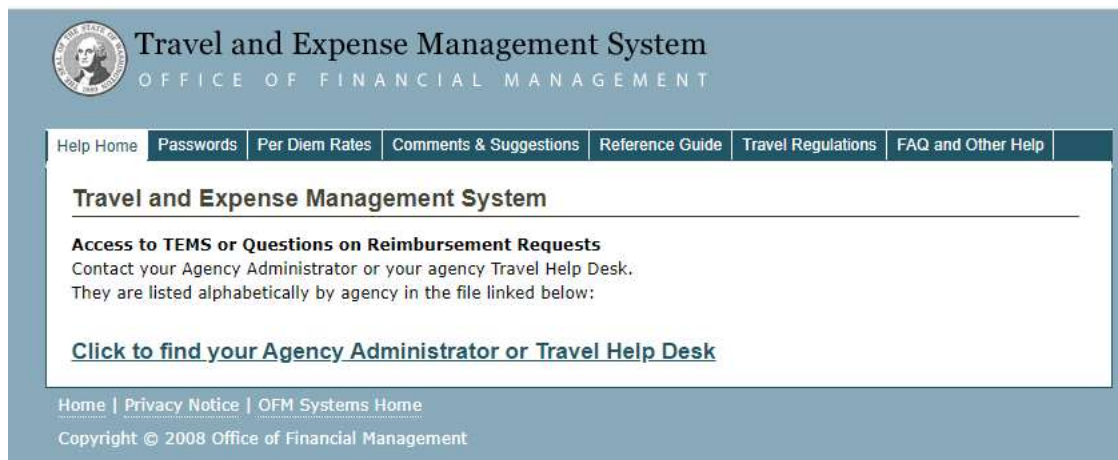 Travel and Expense Management System
OFFICE OF FINANCIAL MANAGEMENT
Help Home Passwords Per Diem Rates Comments & Suggestions Reference Guide Travel Regulations FAQ and Other Help
Travel and Expense Management System
Access to TEMS or Questions on Reimbursement Requests
Contact your Agency Administrator or your agency Travel Help Desk.
They are listed alphabetically by agency in the file linked below:
Click to find your Agency Administrator or Travel Help Desk
Home | Privacy Notice | OFM Systems Home
Copyright © 2008 Office of Financial Management